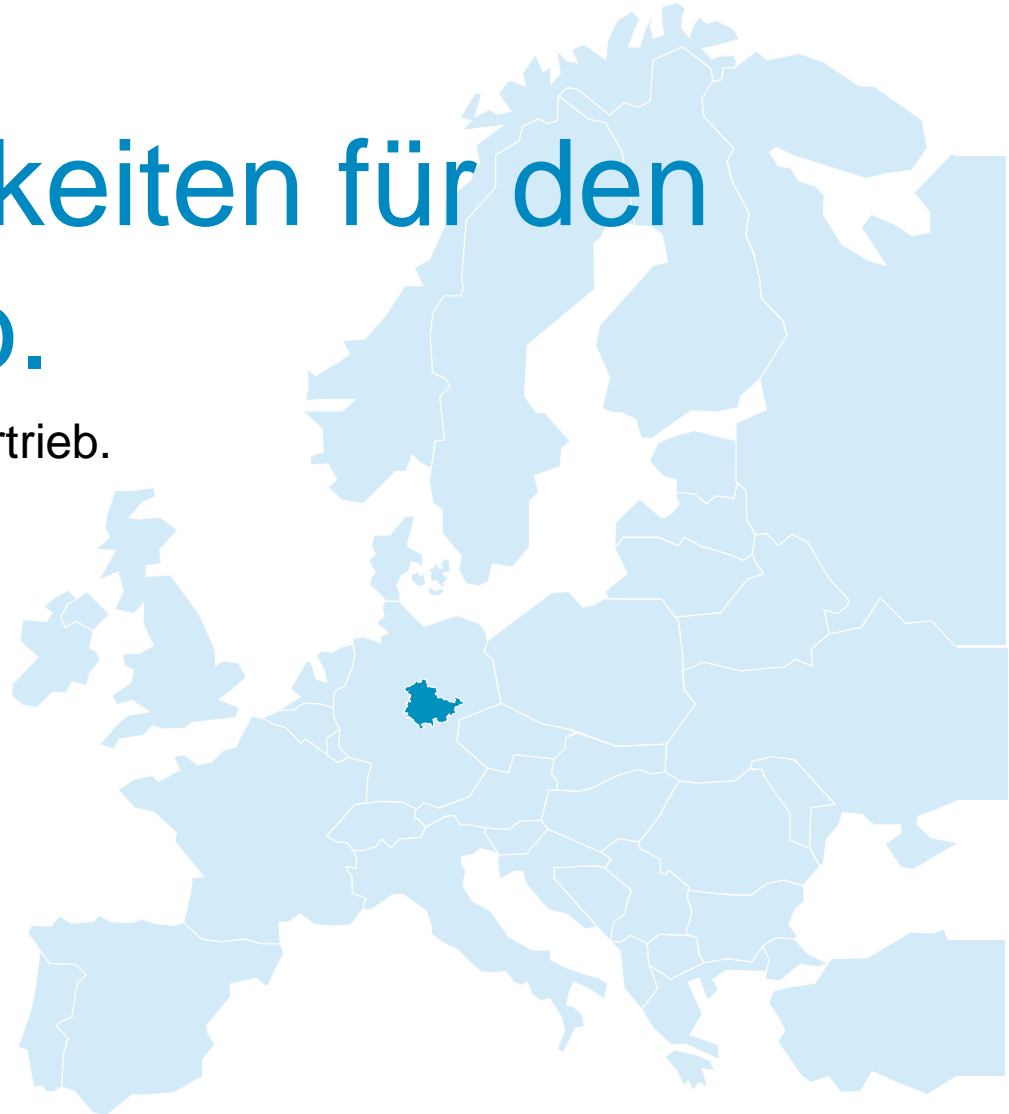 keiten für den
.
rtrieb.